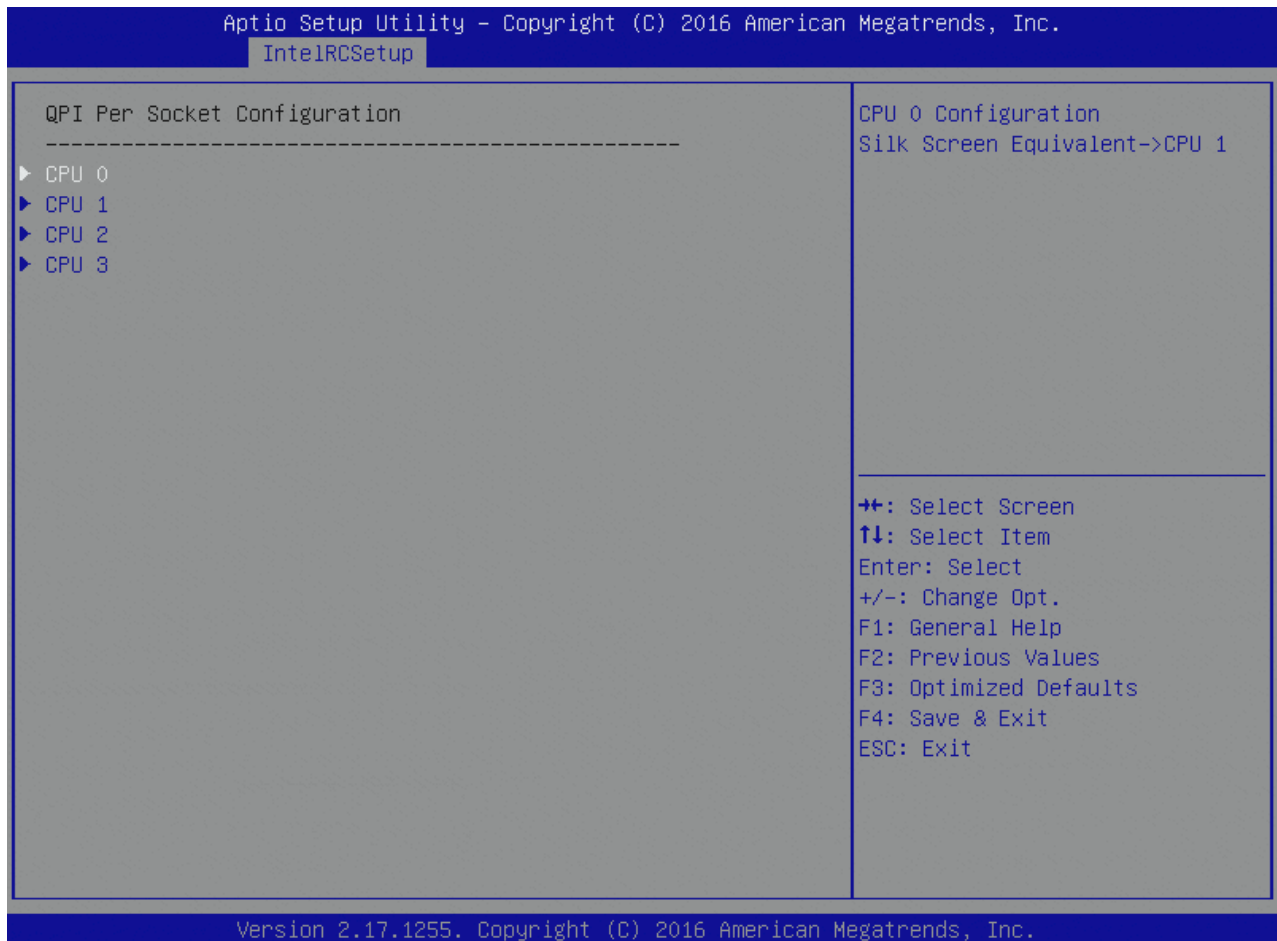 Aptio Setup Utility – Copyright (C) 2016 American Megatrends, Inc.
IntelRCSetup
QPI Per Socket Configuration
--------------------------------------------------
CPU 0
CPU 1
CPU 2
CPU 3
CPU 0 Configuration
Silk Screen Equivalent->CPU 1
→←: Select Screen
↑↓: Select Item
Enter: Select
+/-: Change Opt.
F1: General Help
F2: Previous Values
F3: Optimized Defaults
F4: Save & Exit
ESC: Exit
Version 2.17.1255. Copyright (C) 2016 American Megatrends, Inc.